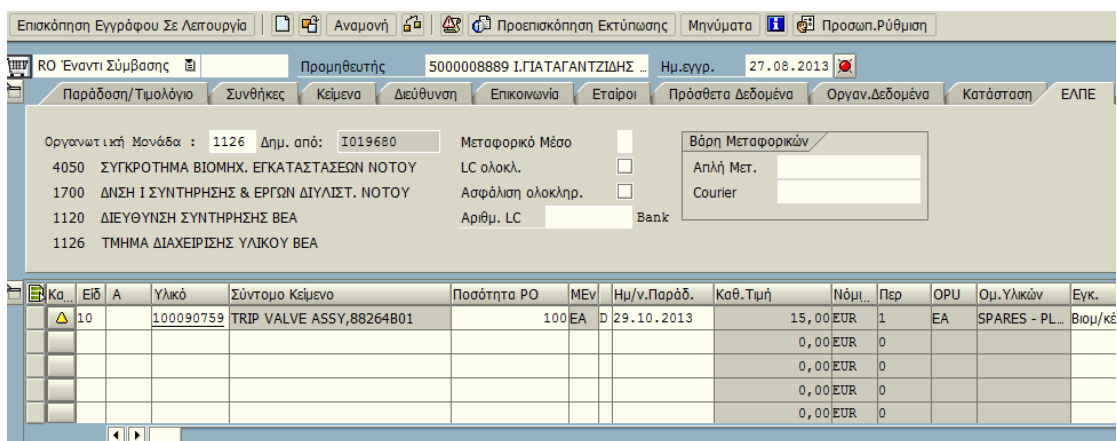 Επισκόπηση Εγγράφου Σε Λειτουργία Αναμονή Προεπισκόπηση Εκτύπωσης Μηνύματα Προσωπ.Ρύθμιση
RO Έναντι Σύμβασης Προμηθευτής 5000008889 Ι.ΓΙΑΤΑΓΑΝΤΖΙΔΗΣ ... Ημ.εγγρ. 27.08.2013
Παράδοση/Τιμολόγιο Συνθήκες Κείμενα Διεύθυνση Επικοινωνία Εταίροι Πρόσθετα Δεδομένα Οργαν.Δεδομένα Κατάσταση ΕΛΠΕ
Οργανωτική Μονάδα : 1126 Δημ. από: I019680 Μεταφορικό Μέσο Βάρη Μεταφορικών
4050 ΣΥΓΚΡΟΤΗΜΑ ΒΙΟΜΗΧ. ΕΓΚΑΤΑΣΤΑΣΕΩΝ ΝΟΤΟΥ LC ολοκλ. Απλή Μετ.
1700 ΔΝΣΗ Ι ΣΥΝΤΗΡΗΣΗΣ & ΕΡΓΩΝ ΔΙΥΛΙΣΤ. ΝΟΤΟΥ Ασφάλιση ολοκληρ. Courier
1120 ΔΙΕΥΘΥΝΣΗ ΣΥΝΤΗΡΗΣΗΣ ΒΕΑ Αριθμ. LC Bank
1126 ΤΜΗΜΑ ΔΙΑΧΕΙΡΙΣΗΣ ΥΛΙΚΟΥ ΒΕΑ
Κα... Είδ Α Υλικό Σύντομο Κείμενο Ποσότητα PO ΜΕν Ημ/ν.Παράδ. Καθ.Τιμή Νόμι... Περ OPU Ομ.Υλικών Εγκ.
10 100090759 TRIP VALVE ASSY,88264B01 100 EA D 29.10.2013 15,00 EUR 1 EA SPARES - PL... Βιομ/κέ
0,00 EUR 0
0,00 EUR 0
0,00 EUR 0
0,00 EUR 0